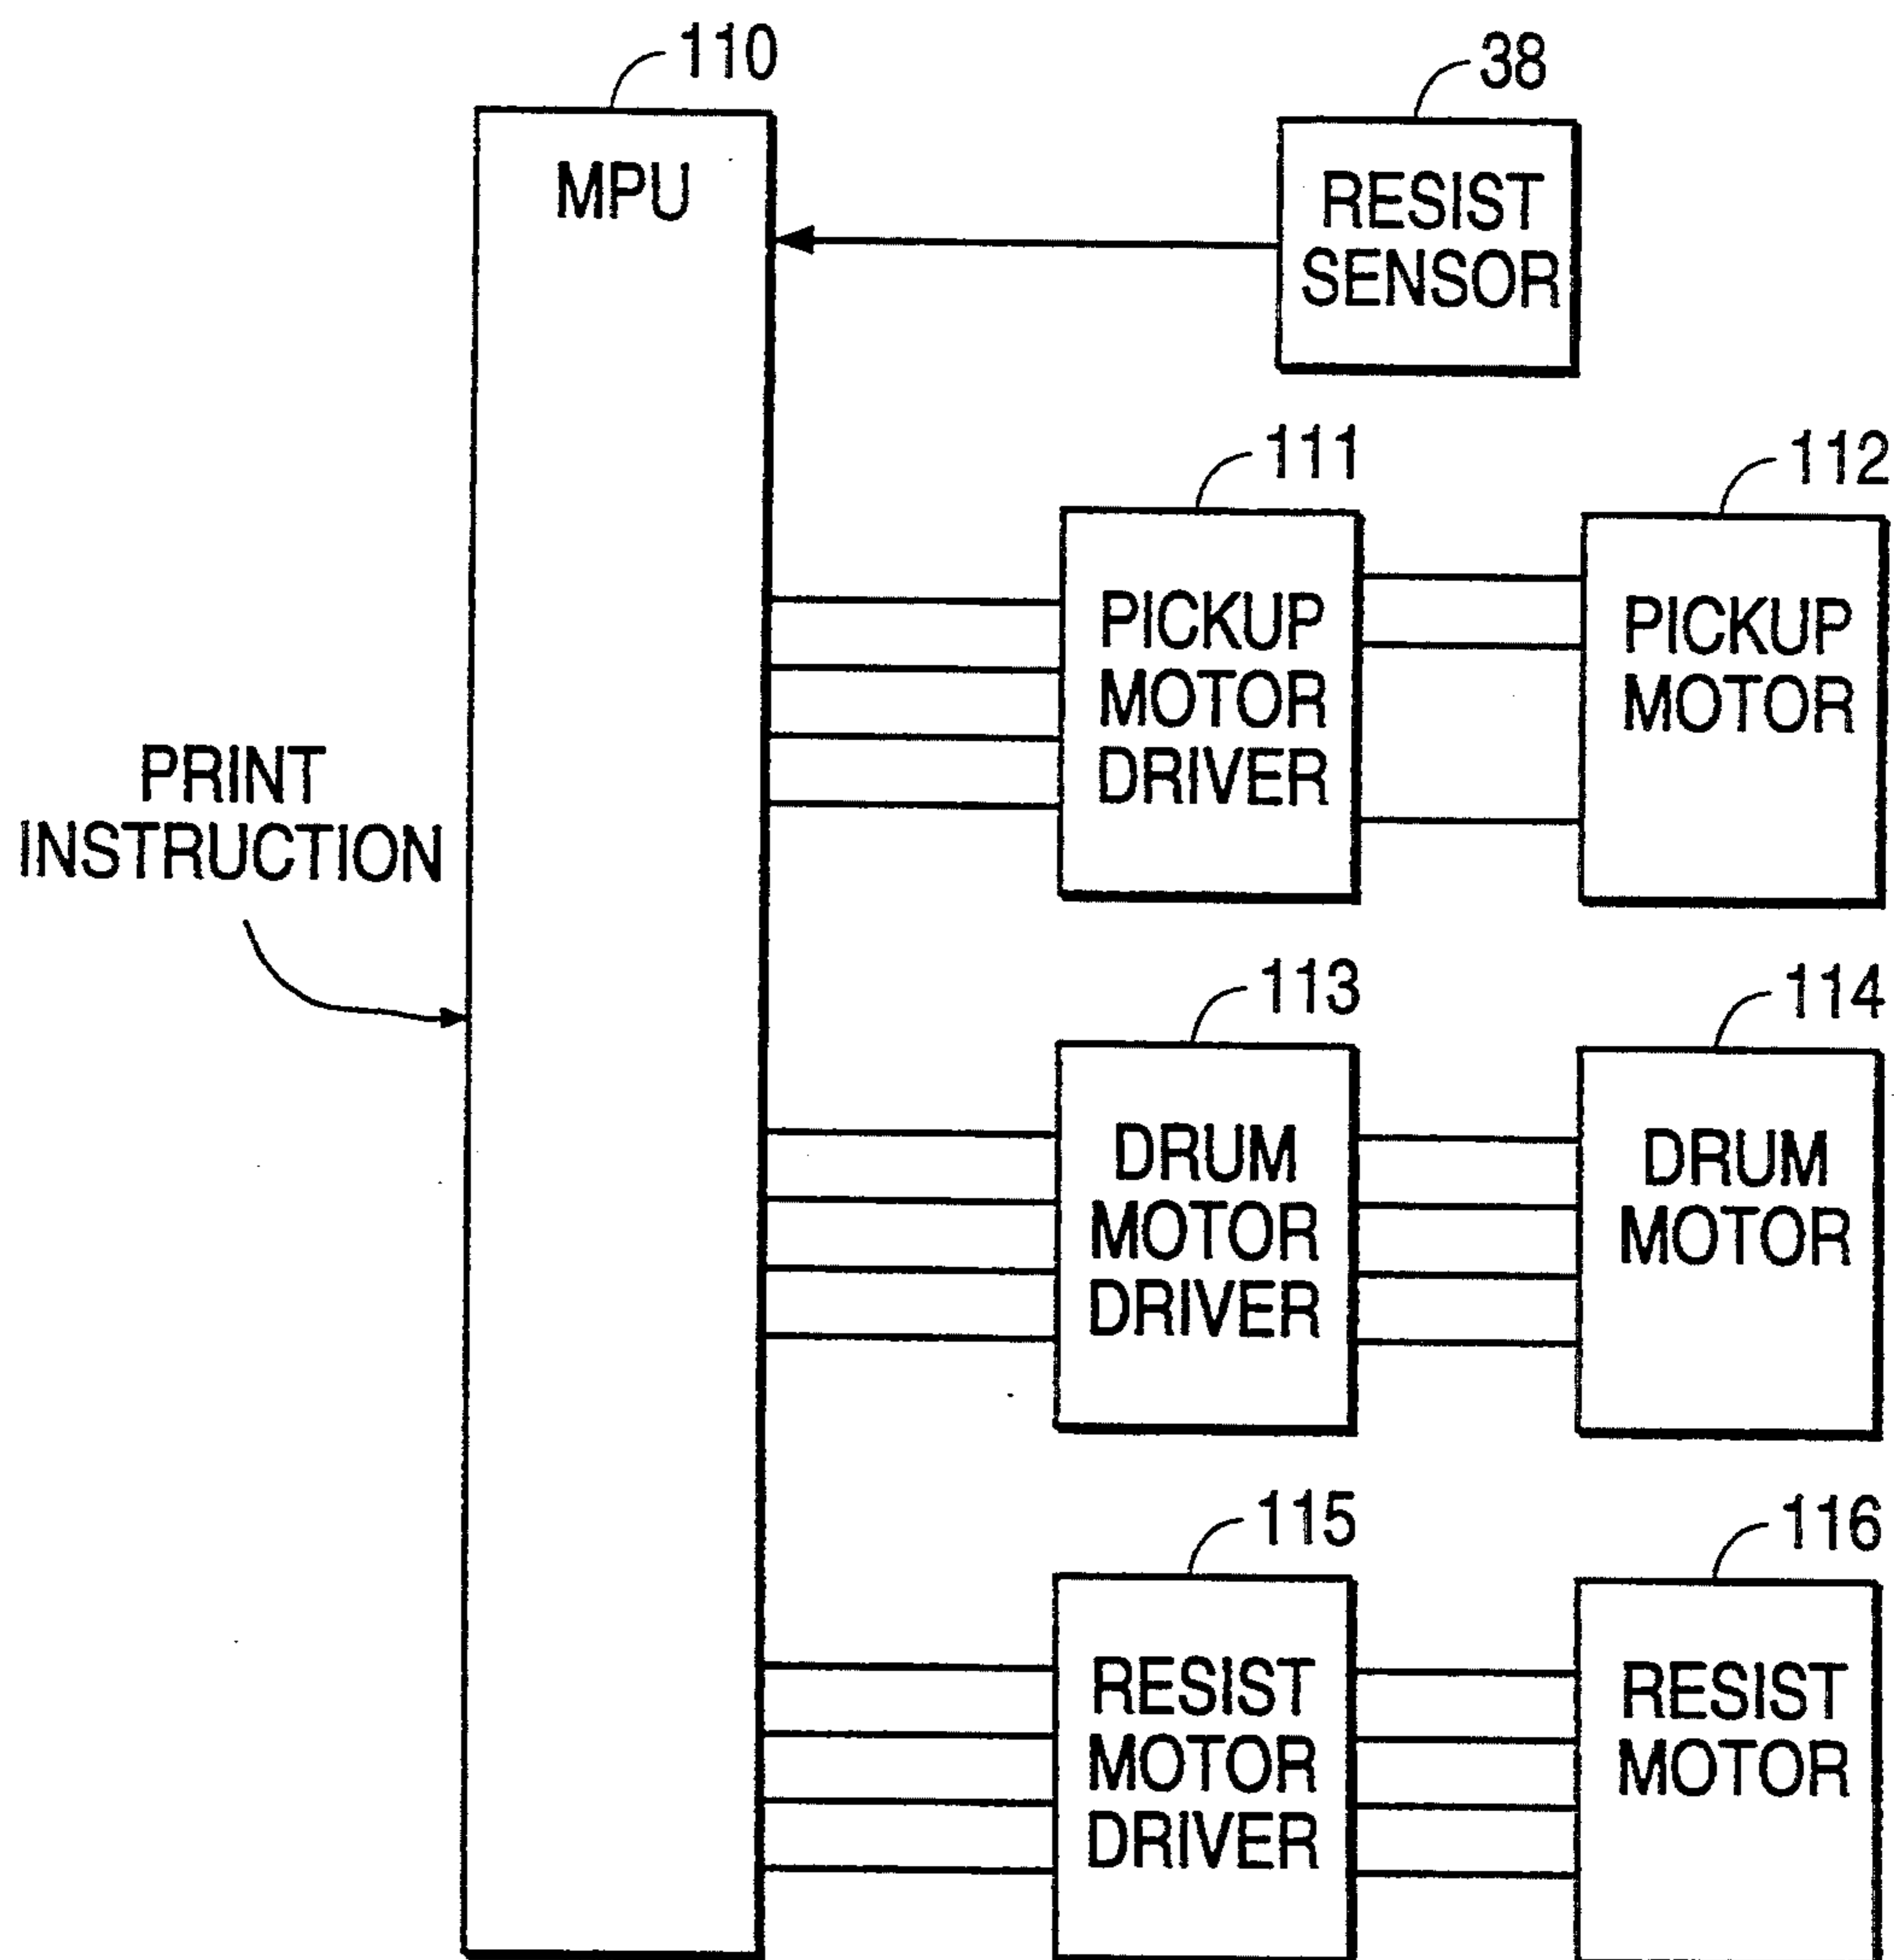 110
38
MPU
RESIST
SENSOR
111
112
PICKUP
MOTOR
DRIVER
PICKUP
MOTOR
PRINT
INSTRUCTION
113
114
DRUM
MOTOR
DRIVER
DRUM
MOTOR
115
116
RESIST
MOTOR
DRIVER
RESIST
MOTOR